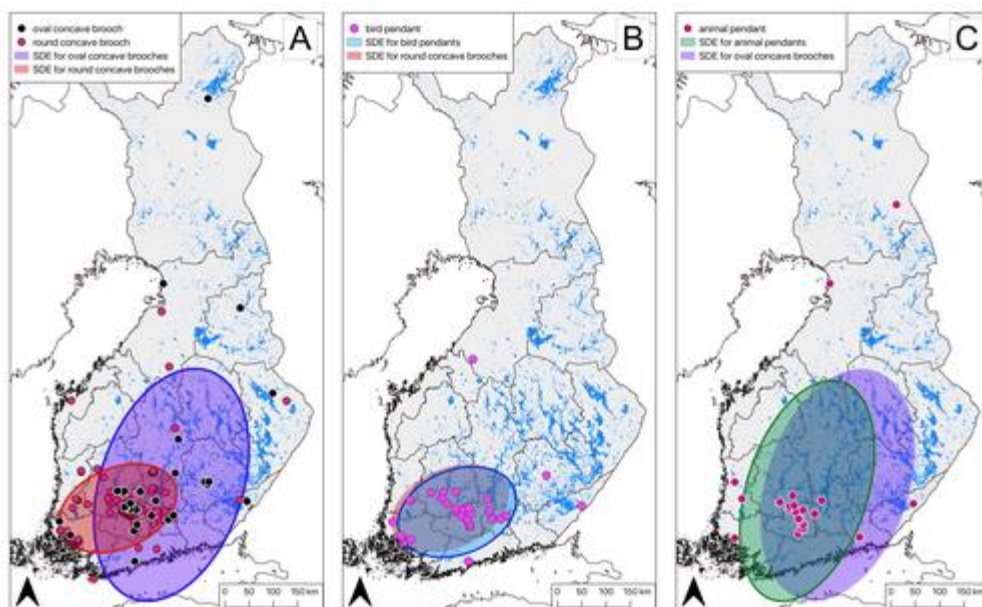 oval concave brooch
round concave brooch
SDE for oval concave brooches
SDE for round concave brooches
A
0 50 100 150 km
bird pendant
SDE for bird pendants
SDE for round concave brooches
B
0 50 100 150 km
animal pendant
SDE for animal pendants
SDE for oval concave brooches
C
0 50 100 150 km